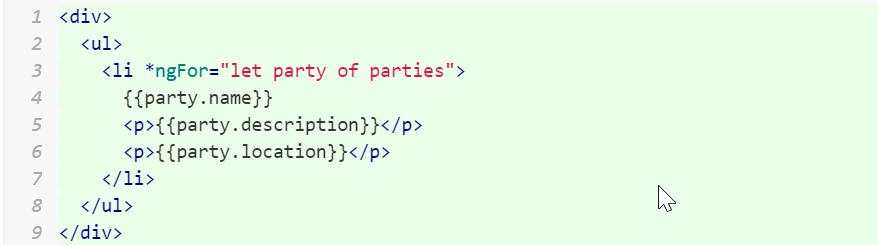 1 <div>
2   <ul>
3     <li *ngFor="let party of parties">
4       {{party.name}}
5       <p>{{party.description}}</p>
6       <p>{{party.location}}</p>
7     </li>
8   </ul>
9 </div>